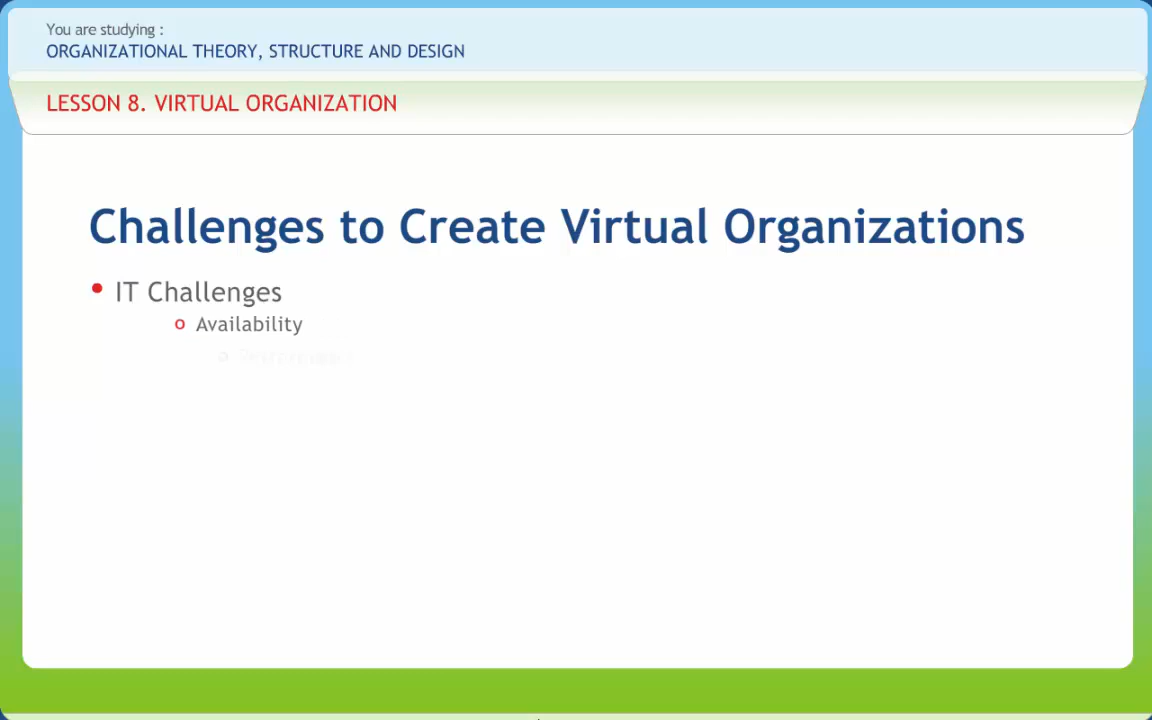 You are studying :
ORGANIZATIONAL THEORY, STRUCTURE AND DESIGN
LESSON 8. VIRTUAL ORGANIZATION
Challenges to Create Virtual Organizations
• IT Challenges
o Availability